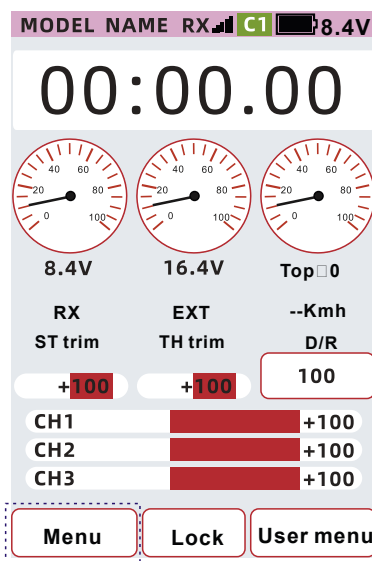 MODEL NAME RX C1 8.4V
00:00.00
40 60 40 60 40 60
20 80 20 80 20 80
0 100 0 100 0 100
8.4V 16.4V Top□0
RX EXT --Kmh
ST trim TH trim D/R
+100 +100 100
CH1 +100
CH2 +100
CH3 +100
Menu Lock User menu